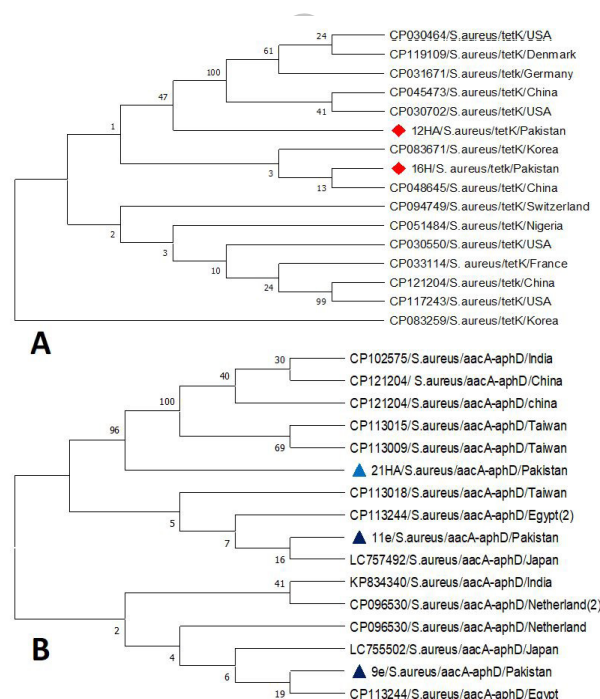 24
CP030464/S.aureus/tetK/USA
CP119109/S.aureus/tetK/Denmark
61
CP031671/S.aureus/tetk/Germany
100
CP045473/S.aureus/tetK/China
47
41
CP030702/S.aureus/tetK/USA
12HA/S.aureus/tetK/Pakistan
1
CP083671/S.aureus/tetK/Korea
3
16H/S. aureus/tetk/Pakistan
13
CP048645/S.aureus/tetK/China
CP094749/S.aureus/tetK/Switzerland
2
CP051484/S.aureus/tetK/Nigeria
3
CP030550/S.aureus/tetK/USA
10
CP033114/S. aureus/tetK/France
24
CP121204/S.aureus/tetk/China
99
CP117243/S.aureus/tetK/USA
CP083259/S.aureus/tetK/Korea
A
30
CP102575/S.aureus/aacA-aphD/India
40
CP121204/ S.aureus/aacA-aphD/China
100
CP121204/S.aureus/aacA-aphD/china
96
CP113015/S.aureus/aacA-aphD/Taiwan
69
CP113009/S.aureus/aacA-aphD/Taiwan
21HA/S.aureus/aacA-aphD/Pakistan
CP113018/S.aureus/aacA-aphD/Taiwan
5
CP113244/S.aureus/aacA-aphD/Egypt(2)
7
11e/S.aureus/aacA-aphD/Pakistan
16
LC757492/S.aureus/aacA-aphD/Japan
41
KP834340/S.aureus/aacA-aphD/India
CP096530/S.aureus/aacA-aphD/Netherland(2)
2
CP096530/S.aureus/aacA-aphD/Netherland
4
LC755502/S.aureus/aacA-aphD/Japan
6
9e/S.aureus/aacA-aphD/Pakistan
19
CP113244/S.aureus/aacA-aphD/Egypt
B